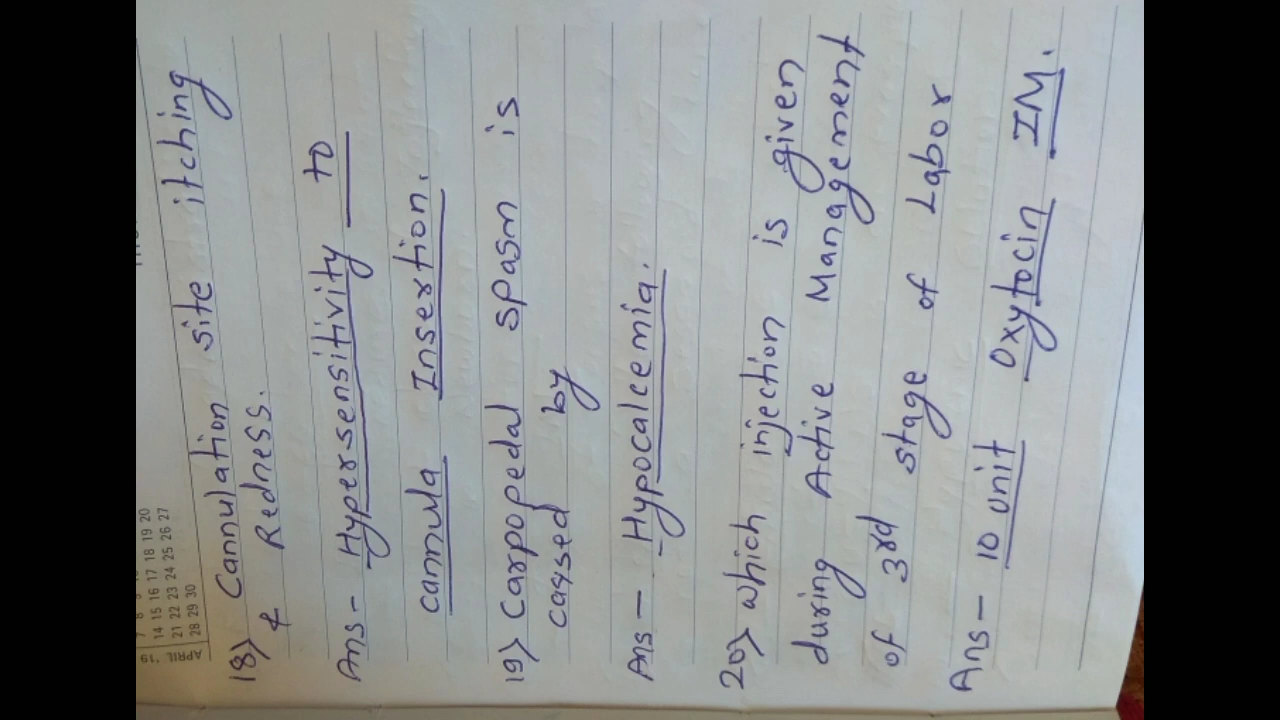 APRIL '19
7 8
14 15 16 17 18 19 20
21 22 23 24 25 26 27
28 29 30
18> Cannulation site itching
& Redness.
Ans - Hypersensitivity to
cannula Insertion.
19> Carpopedal spasm is
caused by
Ans - Hypocalcemia.
20> which injection is given
during Active Management
of 3rd stage of Labor
Ans - 10 unit Oxytocin IM.